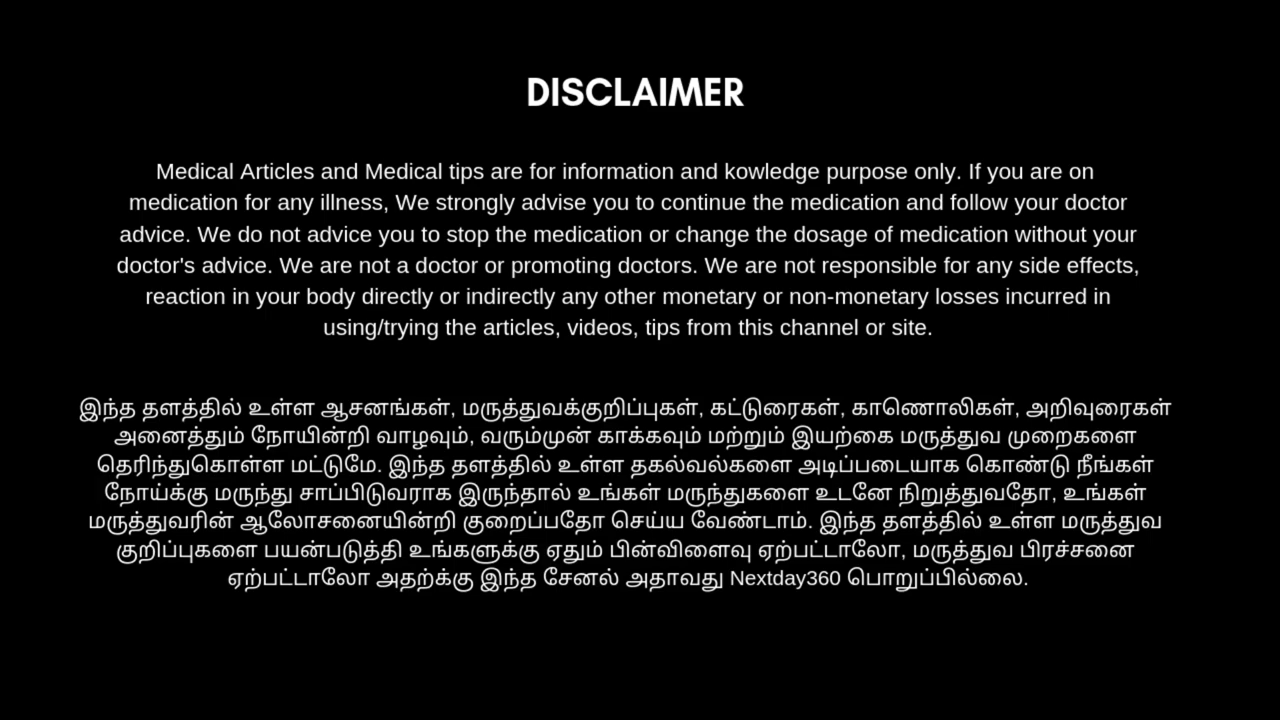 DISCLAIMER
Medical Articles and Medical tips are for information and kowledge purpose only. If you are on
medication for any illness, We strongly advise you to continue the medication and follow your doctor
advice. We do not advice you to stop the medication or change the dosage of medication without your
doctor's advice. We are not a doctor or promoting doctors. We are not responsible for any side effects,
reaction in your body directly or indirectly any other monetary or non-monetary losses incurred in
using/trying the articles, videos, tips from this channel or site.
இந்த தளத்தில் உள்ள ஆசனங்கள், மருத்துவக்குறிப்புகள், கட்டுரைகள், காணொலிகள், அறிவுரைகள்
அனைத்தும் நோயின்றி வாழவும், வரும்முன் காக்கவும் மற்றும் இயற்கை மருத்துவ முறைகளை
தெரிந்துகொள்ள மட்டுமே. இந்த தளத்தில் உள்ள தகல்வல்களை அடிப்படையாக கொண்டு நீங்கள்
நோய்க்கு மருந்து சாப்பிடுவராக இருந்தால் உங்கள் மருந்துகளை உடனே நிறுத்துவதோ, உங்கள்
மருத்துவரின் ஆலோசனையின்றி குறைப்பதோ செய்ய வேண்டாம். இந்த தளத்தில் உள்ள மருத்துவ
குறிப்புகளை பயன்படுத்தி உங்களுக்கு ஏதும் பின்விளைவு ஏற்பட்டாலோ, மருத்துவ பிரச்சனை
ஏற்பட்டாலோ அதற்க்கு இந்த சேனல் அதாவது Nextday360 பொறுப்பில்லை.